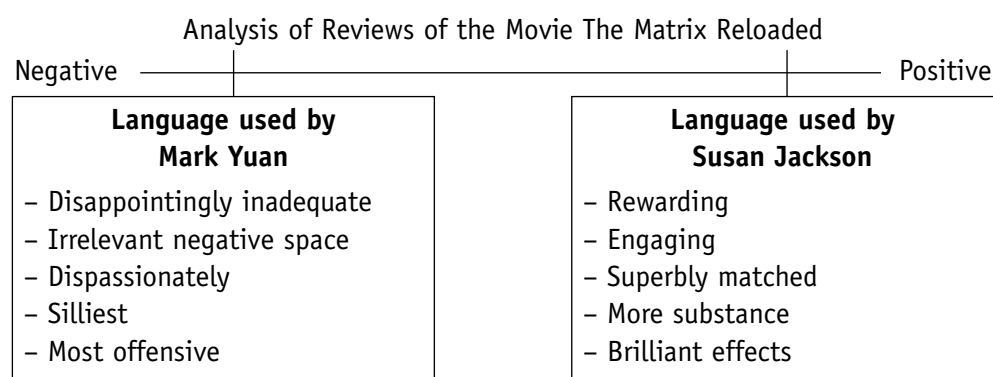 Analysis of Reviews of the Movie The Matrix Reloaded
Negative
Positive
Language used by
Mark Yuan
– Disappointingly inadequate
– Irrelevant negative space
– Dispassionately
– Silliest
– Most offensive
Language used by
Susan Jackson
– Rewarding
– Engaging
– Superbly matched
– More substance
– Brilliant effects